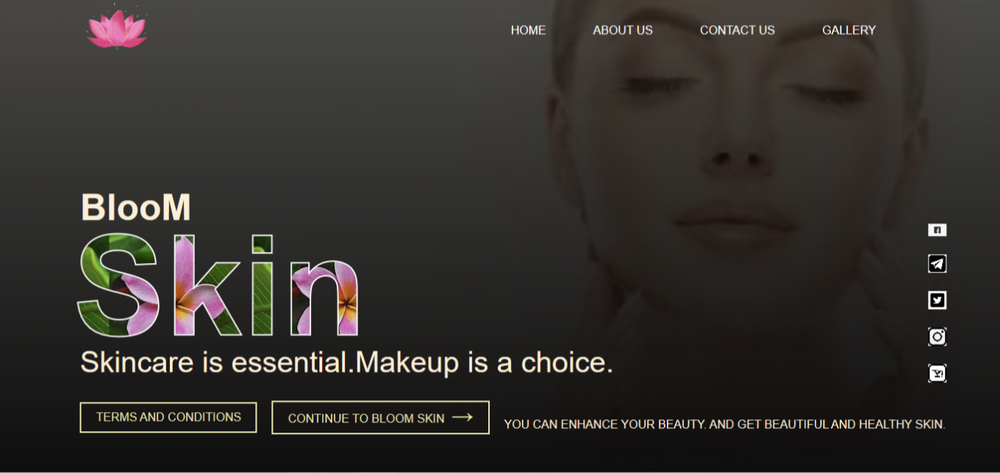 HOME ABOUT US CONTACT US GALLERY
BlooM
Skin
Skincare is essential.Makeup is a choice.
TERMS AND CONDITIONS CONTINUE TO BLOOM SKIN → YOU CAN ENHANCE YOUR BEAUTY. AND GET BEAUTIFUL AND HEALTHY SKIN.